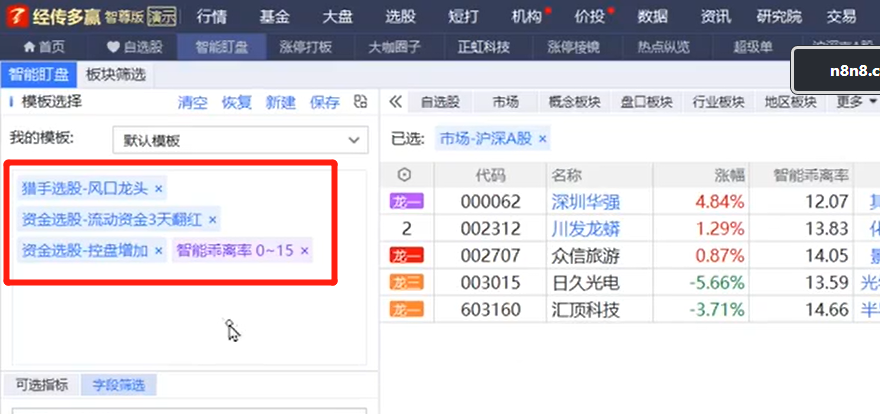 经传多赢 智尊版 演示 行情 基金 大盘 选股 短打 机构 价投 数据 资讯 研究院 交易
首页 自选股 智能盯盘 涨停打板 大咖圈子 正虹科技 涨停棱镜 热点纵览 超级单
n8n8.c
智能盯盘 板块筛选
模板选择 清空 恢复 新建 保存
自选股 市场 概念板块 盘口板块 行业板块 地区板块 更多
我的模板: 默认模板
已选: 市场-沪深A股 ×
猎手选股-风口龙头 ×
资金选股-流动资金3天翻红 ×
资金选股-控盘增加 × 智能乖离率 0~15 ×
代码 名称 涨幅 智能乖离率
龙一 000062 深圳华强 4.84% 12.07
2 002312 川发龙蟒 1.29% 13.83 化
龙一 002707 众信旅游 0.87% 14.05
龙三 003015 日久光电 -5.66% 13.59 光
龙一 603160 汇顶科技 -3.71% 14.66 半
可选指标 字段筛选